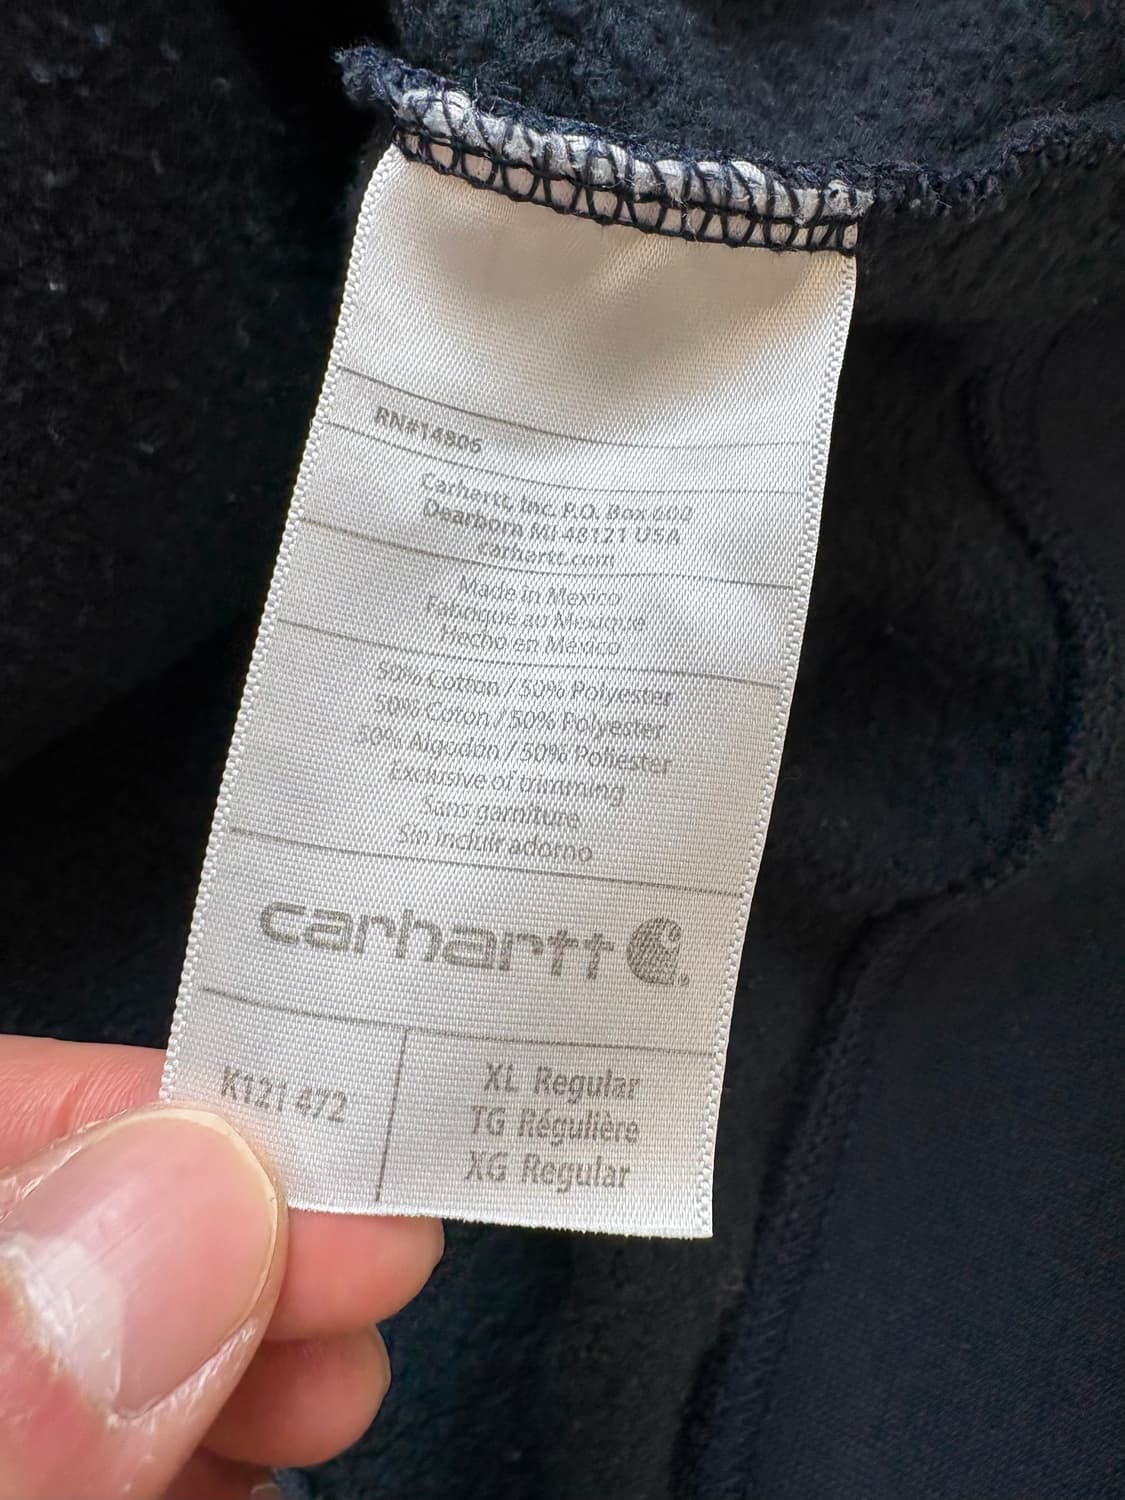 RN#14806
Carhartt, Inc. P.O. Box 602
Dearborn MI 48121 USA
carhartt.com
Made in Mexico
Fabriqué au Mexique
Hecho en México
50% Cotton / 50% Polyester
50% Coton / 50% Polyester
50% Algodón / 50% Poliester
Exclusive of trimming
Sans garniture
Sin incluir adorno
carhartt
K121 472
XL Regular
TG Régulière
XG Regular